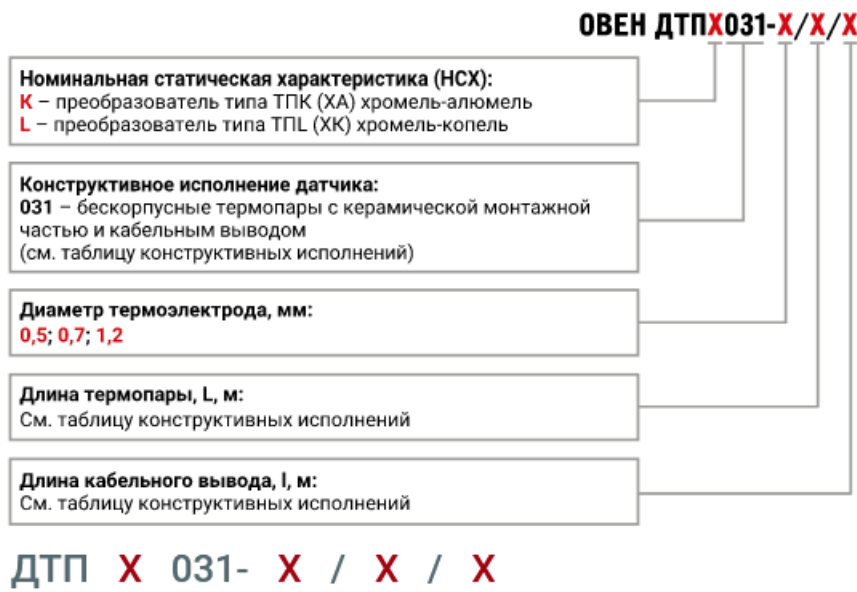 ОВЕН ДТПХ031-Х/Х/Х
Номинальная статическая характеристика (НСХ):
К – преобразователь типа ТПК (ХА) хромель-алюмель
L – преобразователь типа ТПL (ХК) хромель-копель
Конструктивное исполнение датчика:
031 – бескорпусные термопары с керамической монтажной
частью и кабельным выводом
(см. таблицу конструктивных исполнений)
Диаметр термоэлектрода, мм:
0,5; 0,7; 1,2
Длина термопары, L, м:
См. таблицу конструктивных исполнений
Длина кабельного вывода, l, м:
См. таблицу конструктивных исполнений
ДТП Х 031- Х / Х / Х